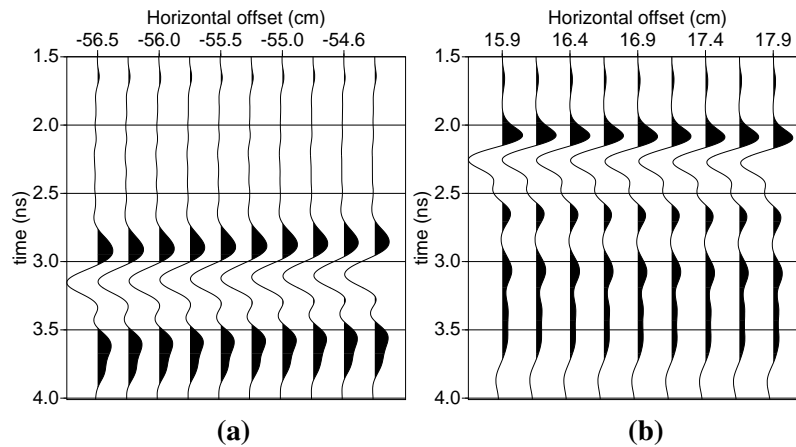 Horizontal offset (cm)
-56.5 -56.0 -55.5 -55.0 -54.6
1.5
2.0
2.5
3.0
3.5
4.0
time (ns)
(a)
Horizontal offset (cm)
15.9 16.4 16.9 17.4 17.9
1.5
2.0
2.5
3.0
3.5
4.0
time (ns)
(b)